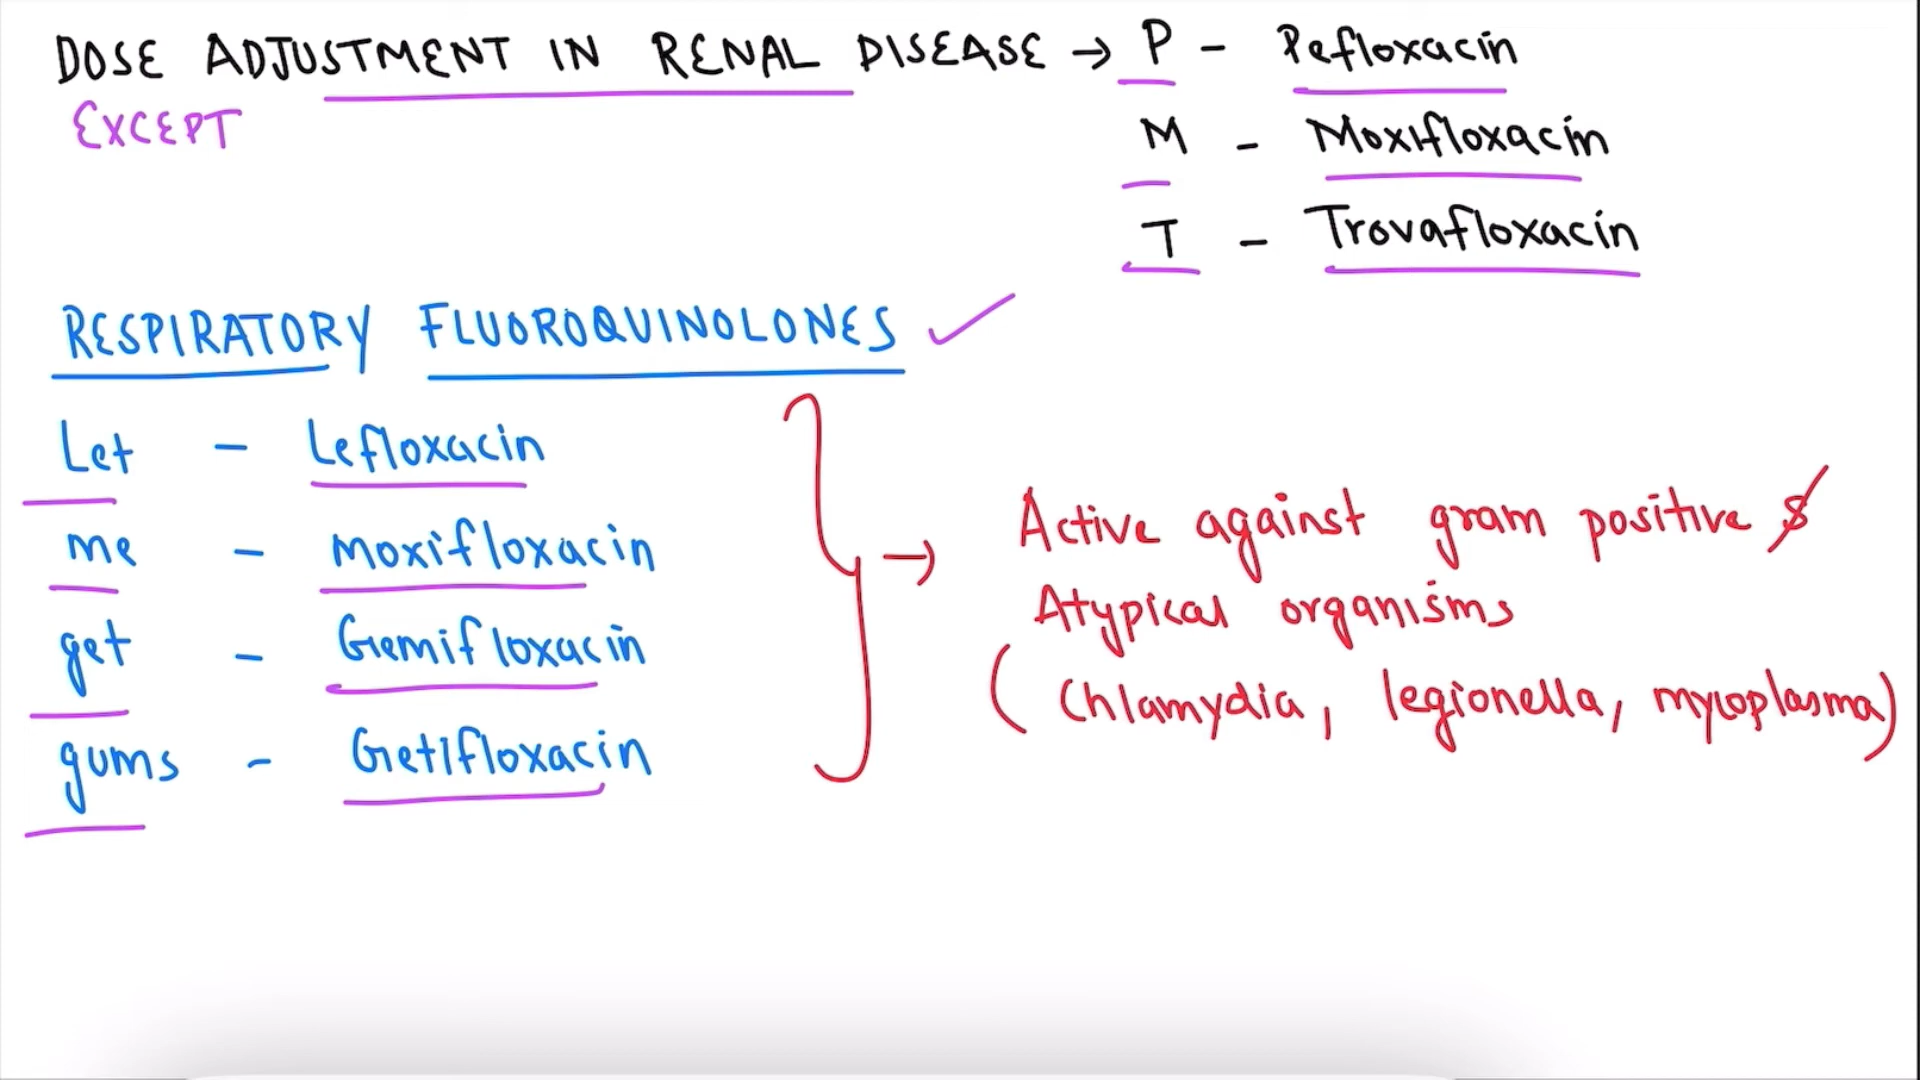 DOSE ADJUSTMENT IN RENAL DISEASE → P - Pefloxacin
EXCEPT
M - Moxifloxacin
T - Trovafloxacin
RESPIRATORY FLUOROQUINOLONES ✓
Let - Lefloxacin
me - moxifloxacin
get - Gemifloxacin
gums - Getifloxacin
→ Active against gram positive &
Atypical organisms
(Chlamydia, legionella, mycoplasma)